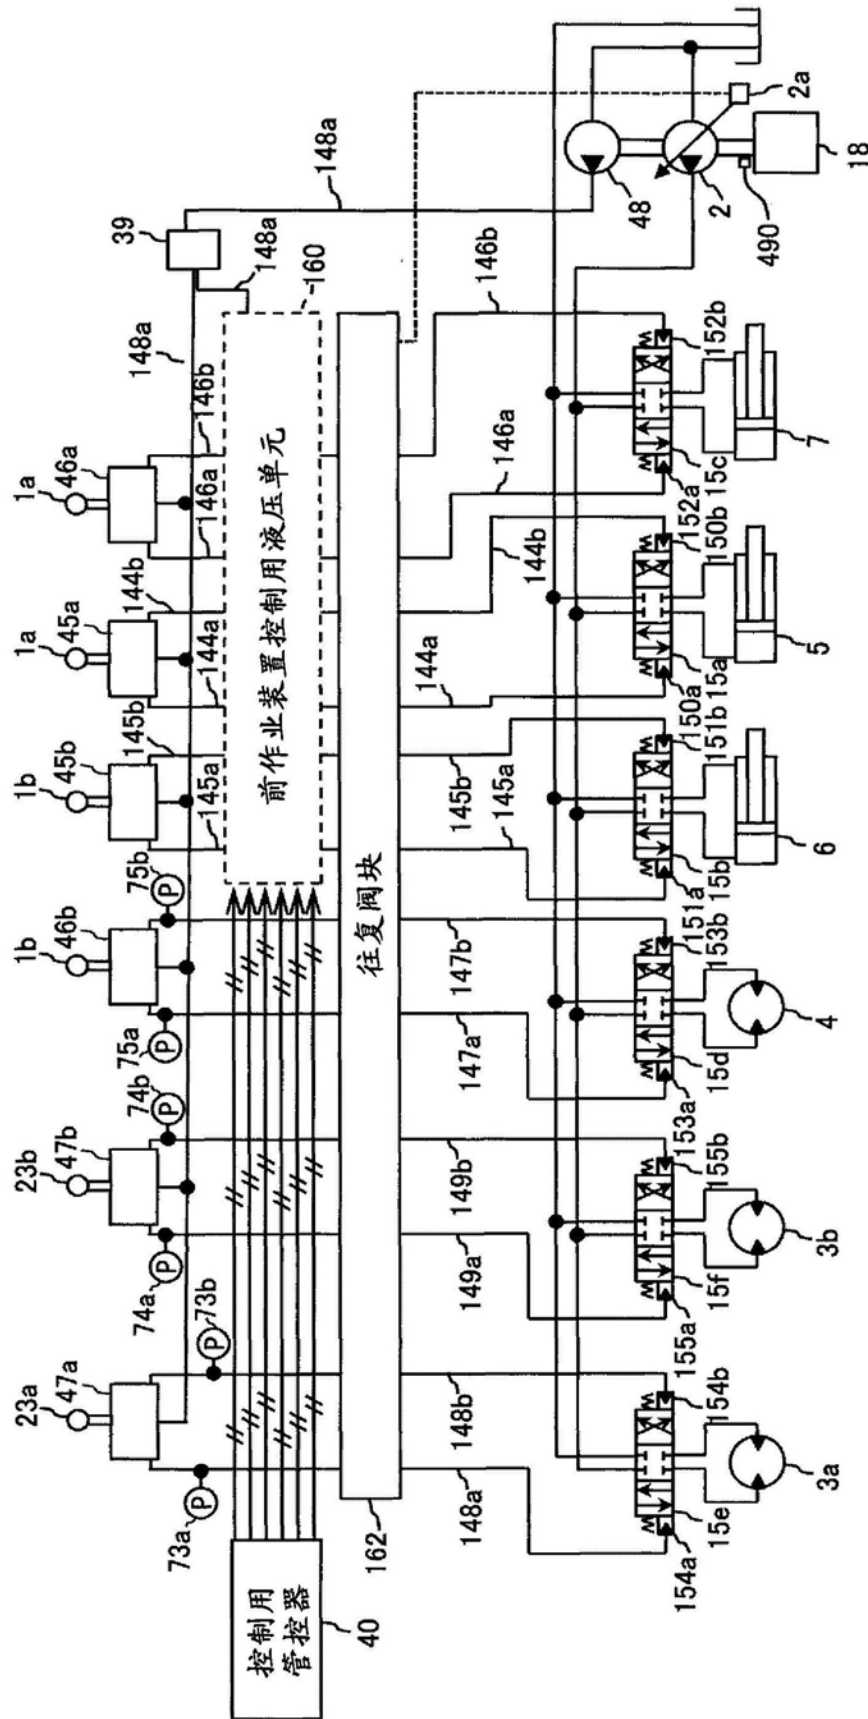 23a
23b
1b
1b
1a
1a
47a
47b
46b
45b
45a
46a
39
73a
73b
74a
74b
75a
75b
145a
145b
144a
144b
146a
146b
148a
148a
148a
控制用
管控器
40
前作业装置控制用液压单元
160
往复阀块
162
148a
148b
149a
149b
147a
147b
145b
145a
144a
144b
146a
146b
48
2
2a
490
18
154a
15e
154b
155a
15f
155b
153a
15d
153b
151a
15b
151b
150a
15a
150b
152a
15c
152b
3a
3b
4
6
5
7
P
P
P
P
P
P